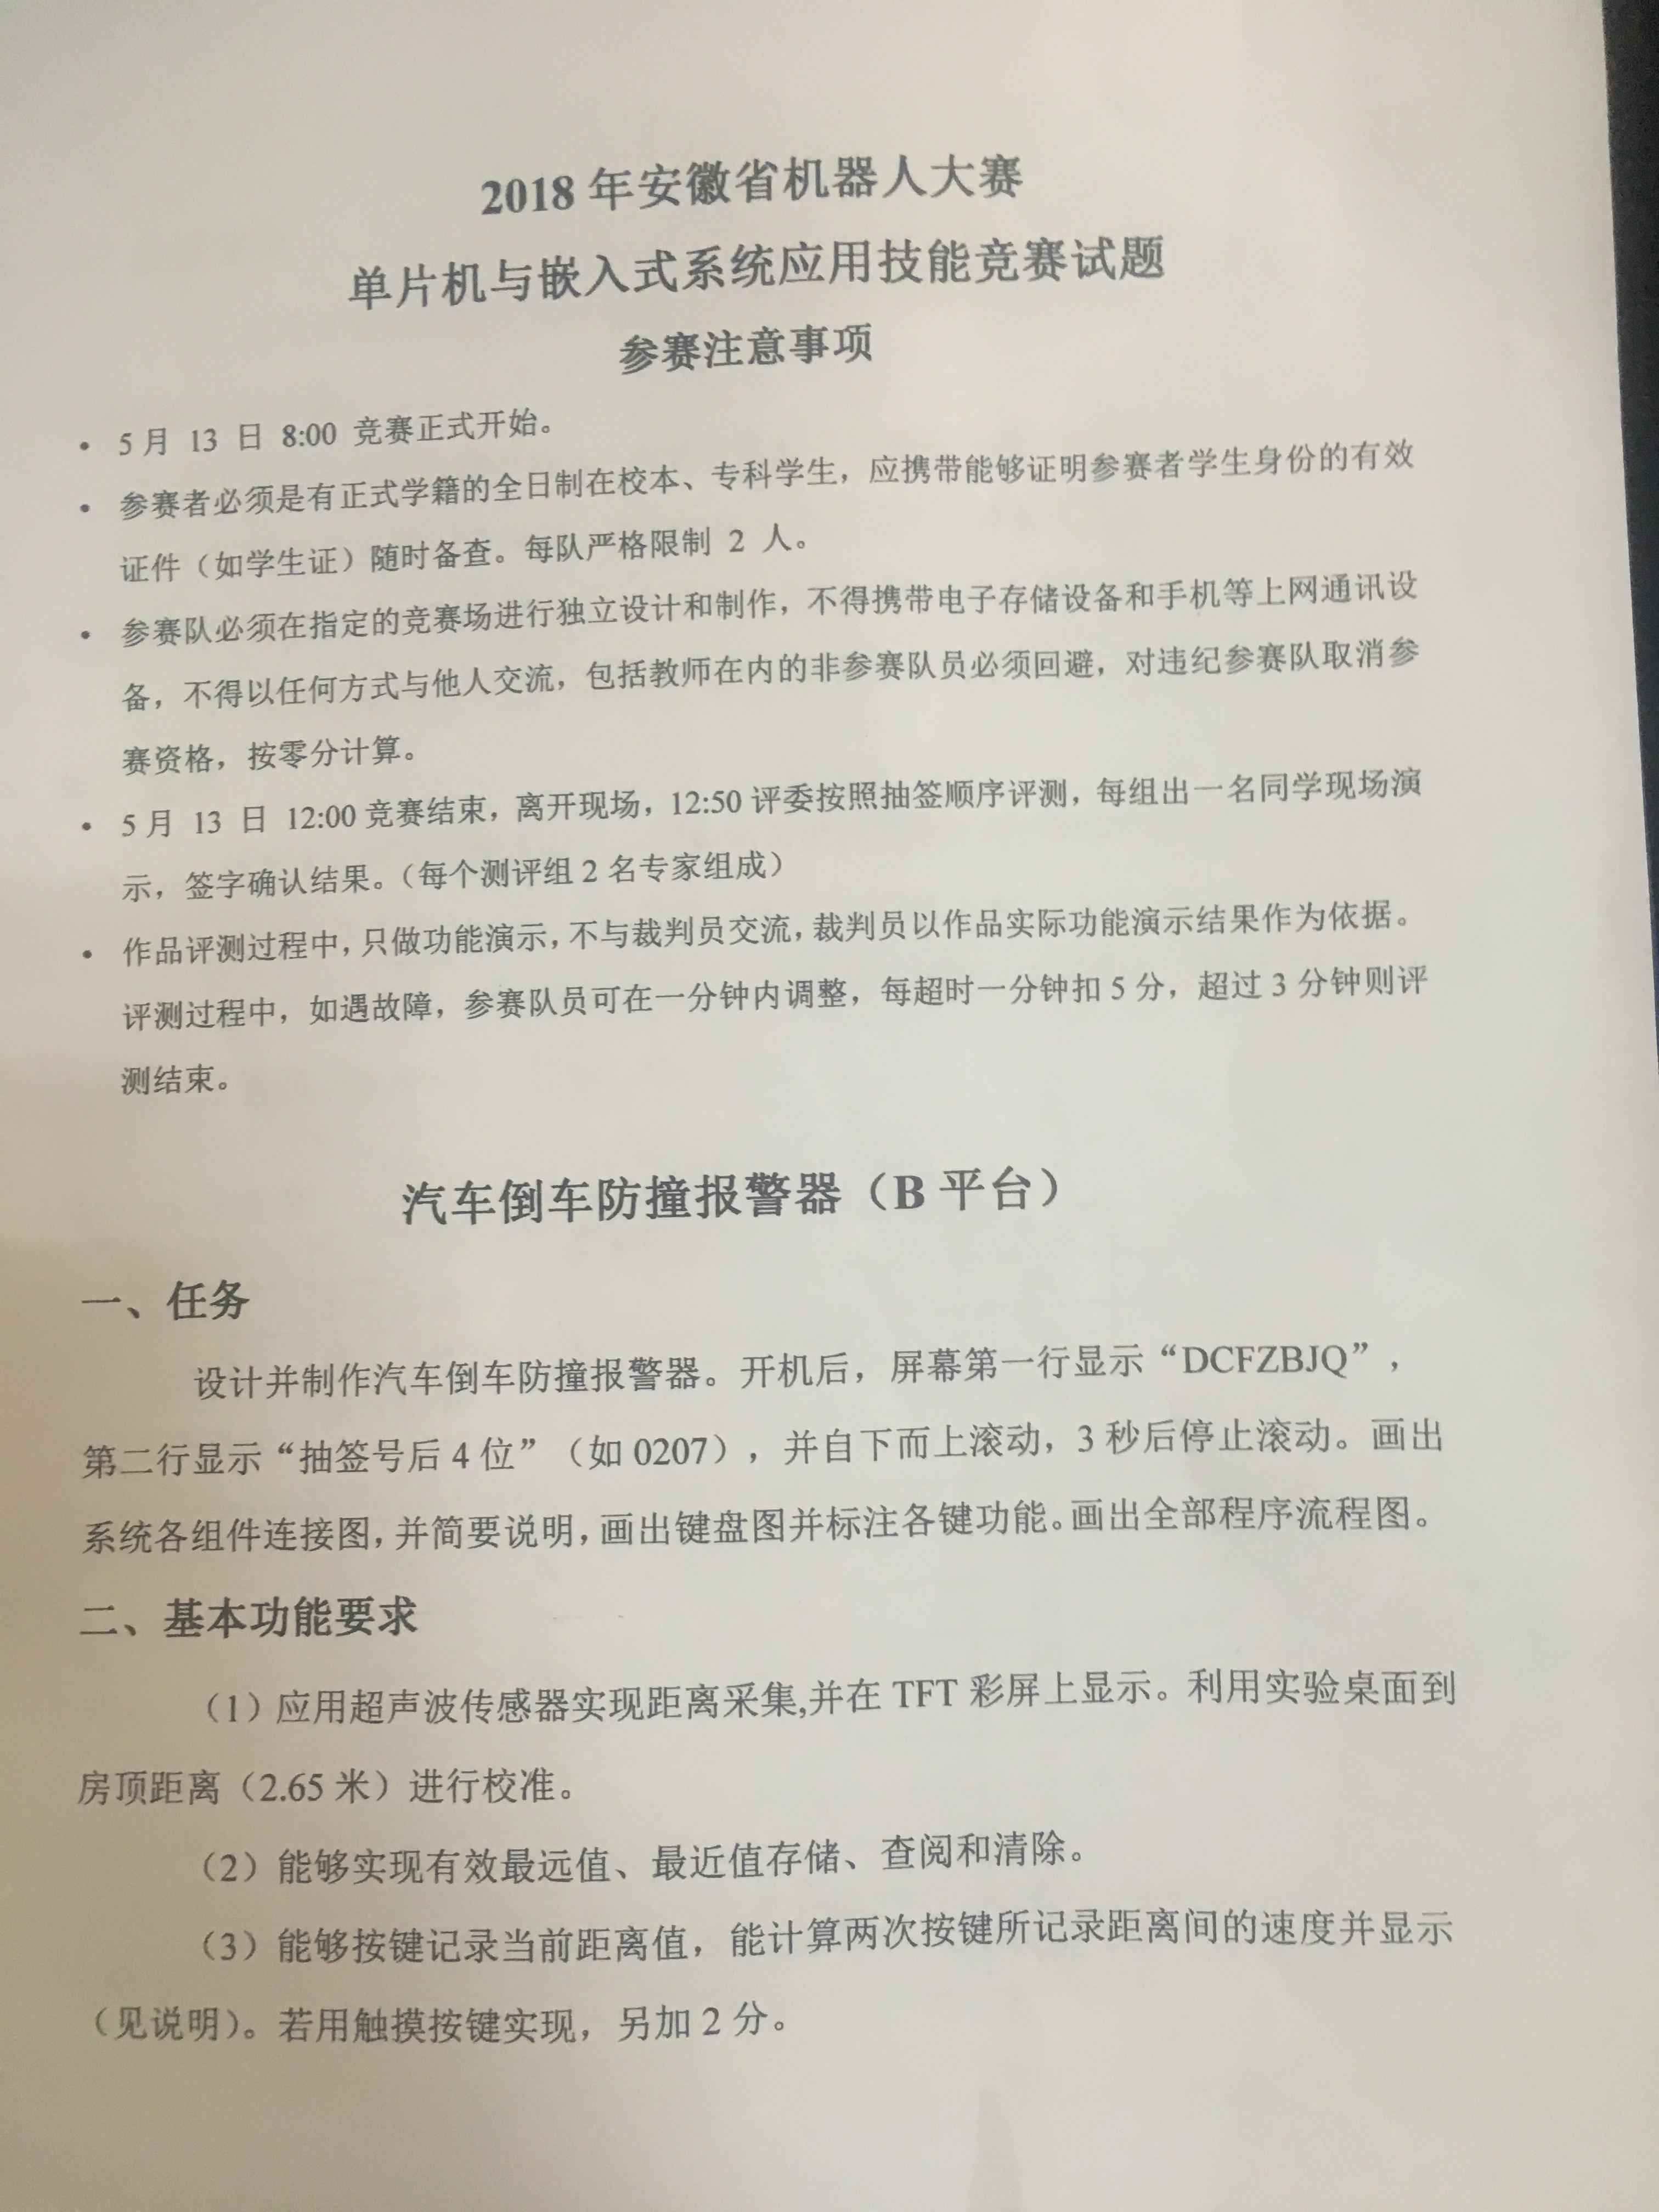 2018 年安徽省机器人大赛
单片机与嵌入式系统应用技能竞赛试题
参赛注意事项
• 5 月 13 日 8:00 竞赛正式开始。
• 参赛者必须是有正式学籍的全日制在校本、专科学生，应携带能够证明参赛者学生身份的有效
证件（如学生证）随时备查。每队严格限制 2 人。
• 参赛队必须在指定的竞赛场进行独立设计和制作，不得携带电子存储设备和手机等上网通讯设
备，不得以任何方式与他人交流，包括教师在内的非参赛队员必须回避，对违纪参赛队取消参
赛资格，按零分计算。
• 5 月 13 日 12:00 竞赛结束，离开现场，12:50 评委按照抽签顺序评测，每组出一名同学现场演
示，签字确认结果。（每个测评组 2 名专家组成）
• 作品评测过程中，只做功能演示，不与裁判员交流，裁判员以作品实际功能演示结果作为依据。
评测过程中，如遇故障，参赛队员可在一分钟内调整，每超时一分钟扣 5 分，超过 3 分钟则评
测结束。
汽车倒车防撞报警器（B 平台）
一、任务
设计并制作汽车倒车防撞报警器。开机后，屏幕第一行显示“DCFZBJQ”，
第二行显示“抽签号后 4 位”（如 0207），并自下而上滚动，3 秒后停止滚动。画出
系统各组件连接图，并简要说明，画出键盘图并标注各键功能。画出全部程序流程图。
二、基本功能要求
（1）应用超声波传感器实现距离采集,并在 TFT 彩屏上显示。利用实验桌面到
房顶距离（2.65 米）进行校准。
（2）能够实现有效最远值、最近值存储、查阅和清除。
（3）能够按键记录当前距离值，能计算两次按键所记录距离间的速度并显示
（见说明）。若用触摸按键实现，另加 2 分。